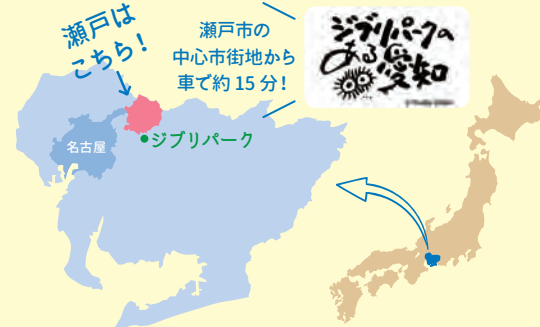 瀬戸は
こちら!
瀬戸市の
中心市街地から
車で約15分!
ジブリパークの
ある愛知
名古屋
ジブリパーク